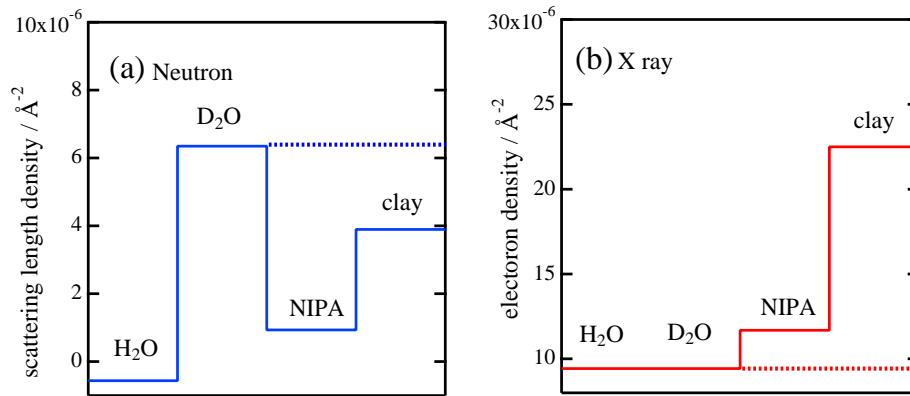 10x10⁻⁶
8
6
4
2
0
scattering length density / Å⁻²
(a) Neutron
D₂O
clay
NIPA
H₂O
30x10⁻⁶
25
20
15
10
electoron density / Å⁻²
(b) X ray
clay
NIPA
H₂O
D₂O